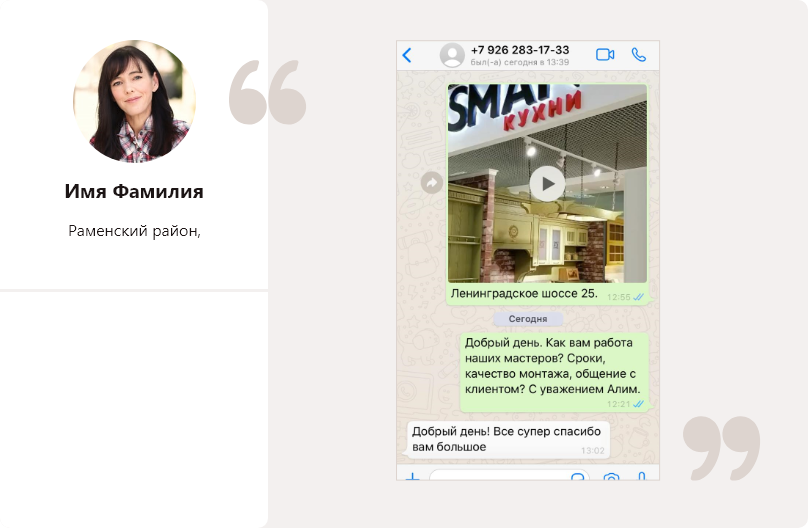 Имя Фамилия
Раменский район,
+7 926 283-17-33
был(-а) сегодня в 13:39
SMART
КУХНИ
Ленинградское шоссе 25.
12:55
Сегодня
Добрый день. Как вам работа
наших мастеров? Сроки,
качество монтажа, общение с
клиентом? С уважением Алим.
12:21
Добрый день! Все супер спасибо
вам большое
13:02